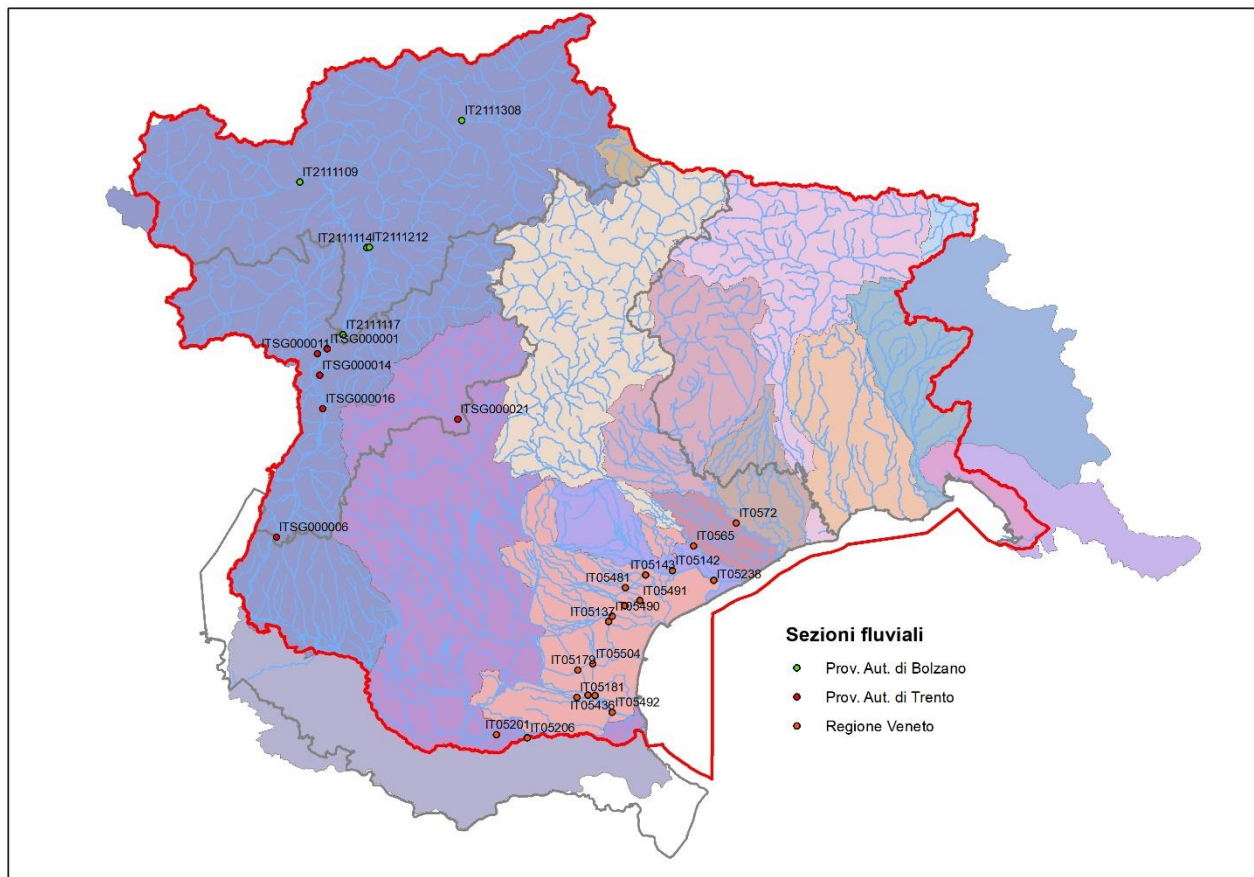 IT2111308
IT2111109
IT2111114
IT2111212
IT2111117
ITSG000011
ITSG000001
ITSG000014
ITSG000016
ITSG000021
ITSG000006
IT0572
IT0565
IT05142
IT05143
IT05238
IT05481
IT05491
IT05490
IT05137
IT05504
IT05179
IT05181
IT05436
IT05492
IT05201
IT05206
Sezioni fluviali
Prov. Aut. di Bolzano
Prov. Aut. di Trento
Regione Veneto